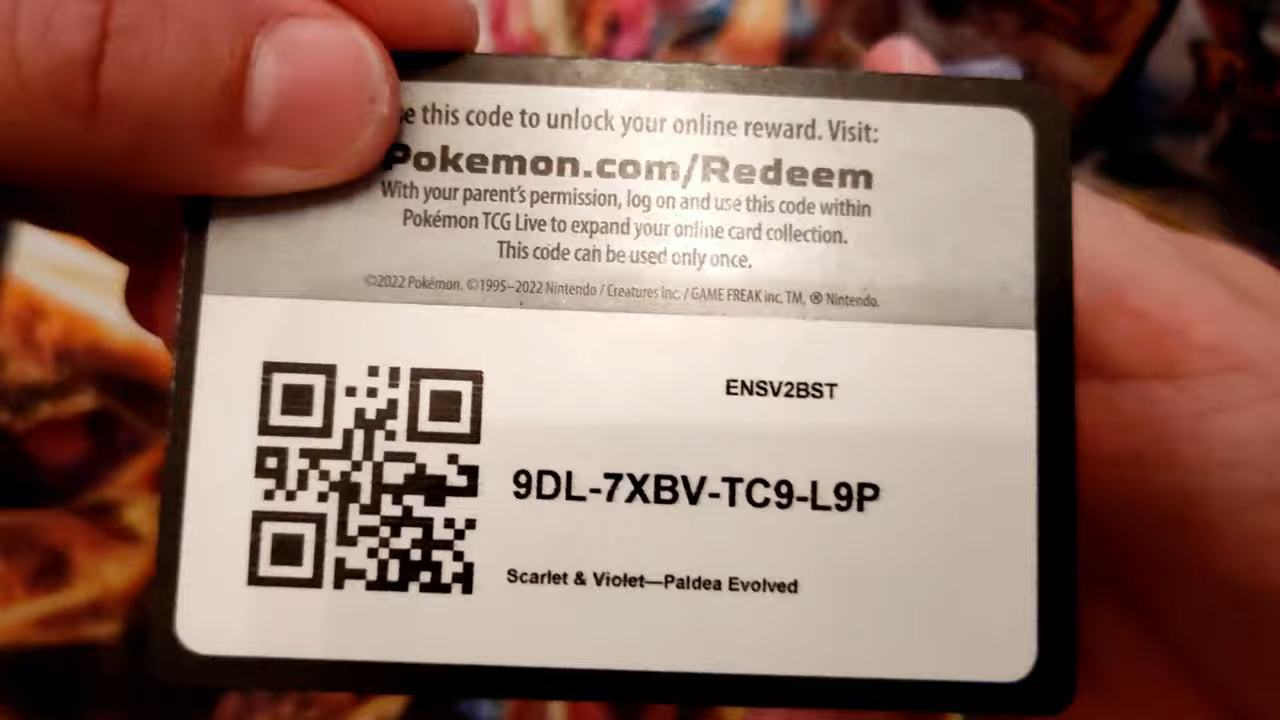 this code to unlock your online reward. Visit:
Pokemon.com/Redeem
With your parent's permission, log on and use this code within
Pokémon TCG Live to expand your online card collection.
This code can be used only once.
©2022 Pokémon. ©1995–2022 Nintendo / Creatures Inc. / GAME FREAK inc. TM, ® Nintendo.
ENSV2BST
9DL-7XBV-TC9-L9P
Scarlet & Violet—Paldea Evolved